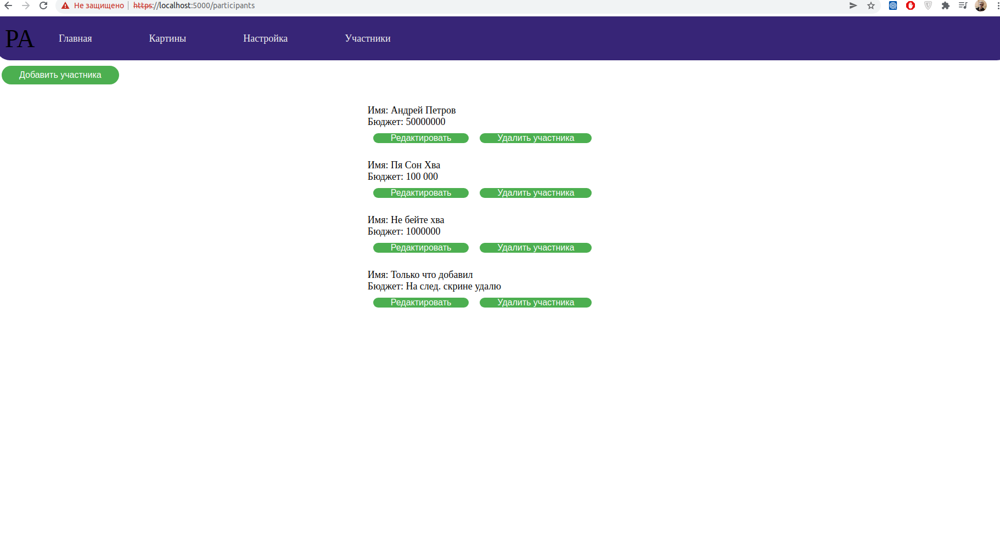 Не защищено https://localhost:5000/participants
PA Главная Картины Настройка Участники
Добавить участника
Имя: Андрей Петров
Бюджет: 50000000
Редактировать Удалить участника
Имя: Пя Сон Хва
Бюджет: 100 000
Редактировать Удалить участника
Имя: Не бейте хва
Бюджет: 1000000
Редактировать Удалить участника
Имя: Только что добавил
Бюджет: На след. скрине удалю
Редактировать Удалить участника